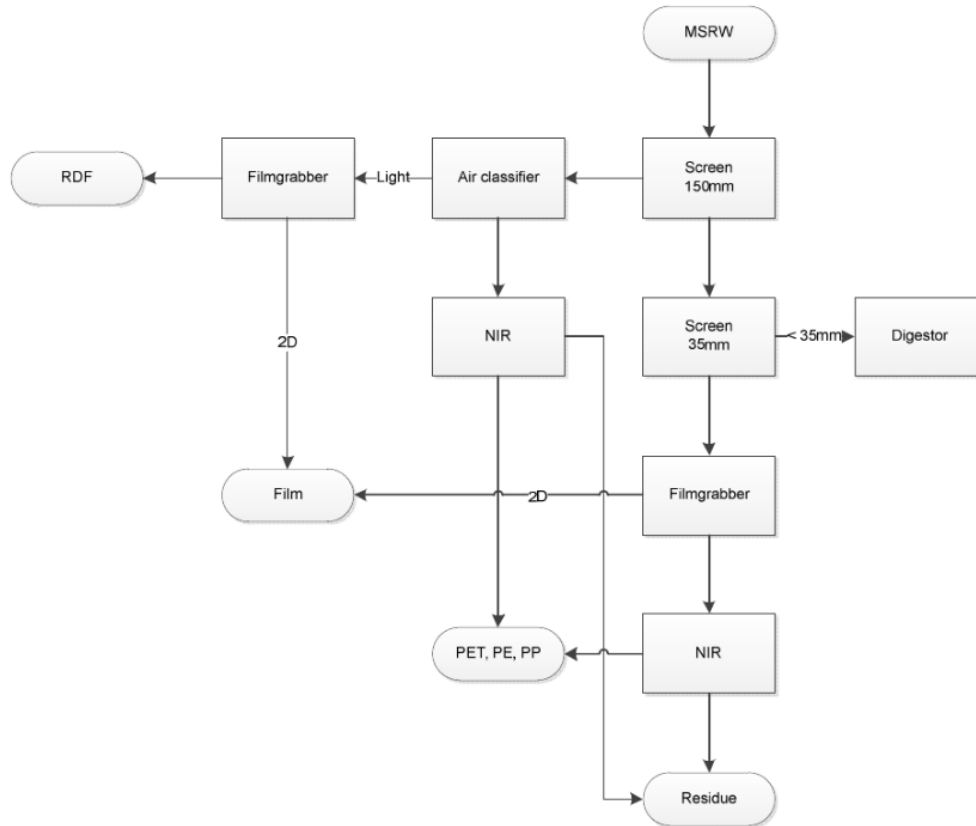 MSRW
RDF
Filmgrabber
Light
Air classifier
Screen
150mm
2D
NIR
Screen
35mm
< 35mm
Digestor
Film
2D
Filmgrabber
PET, PE, PP
NIR
Residue